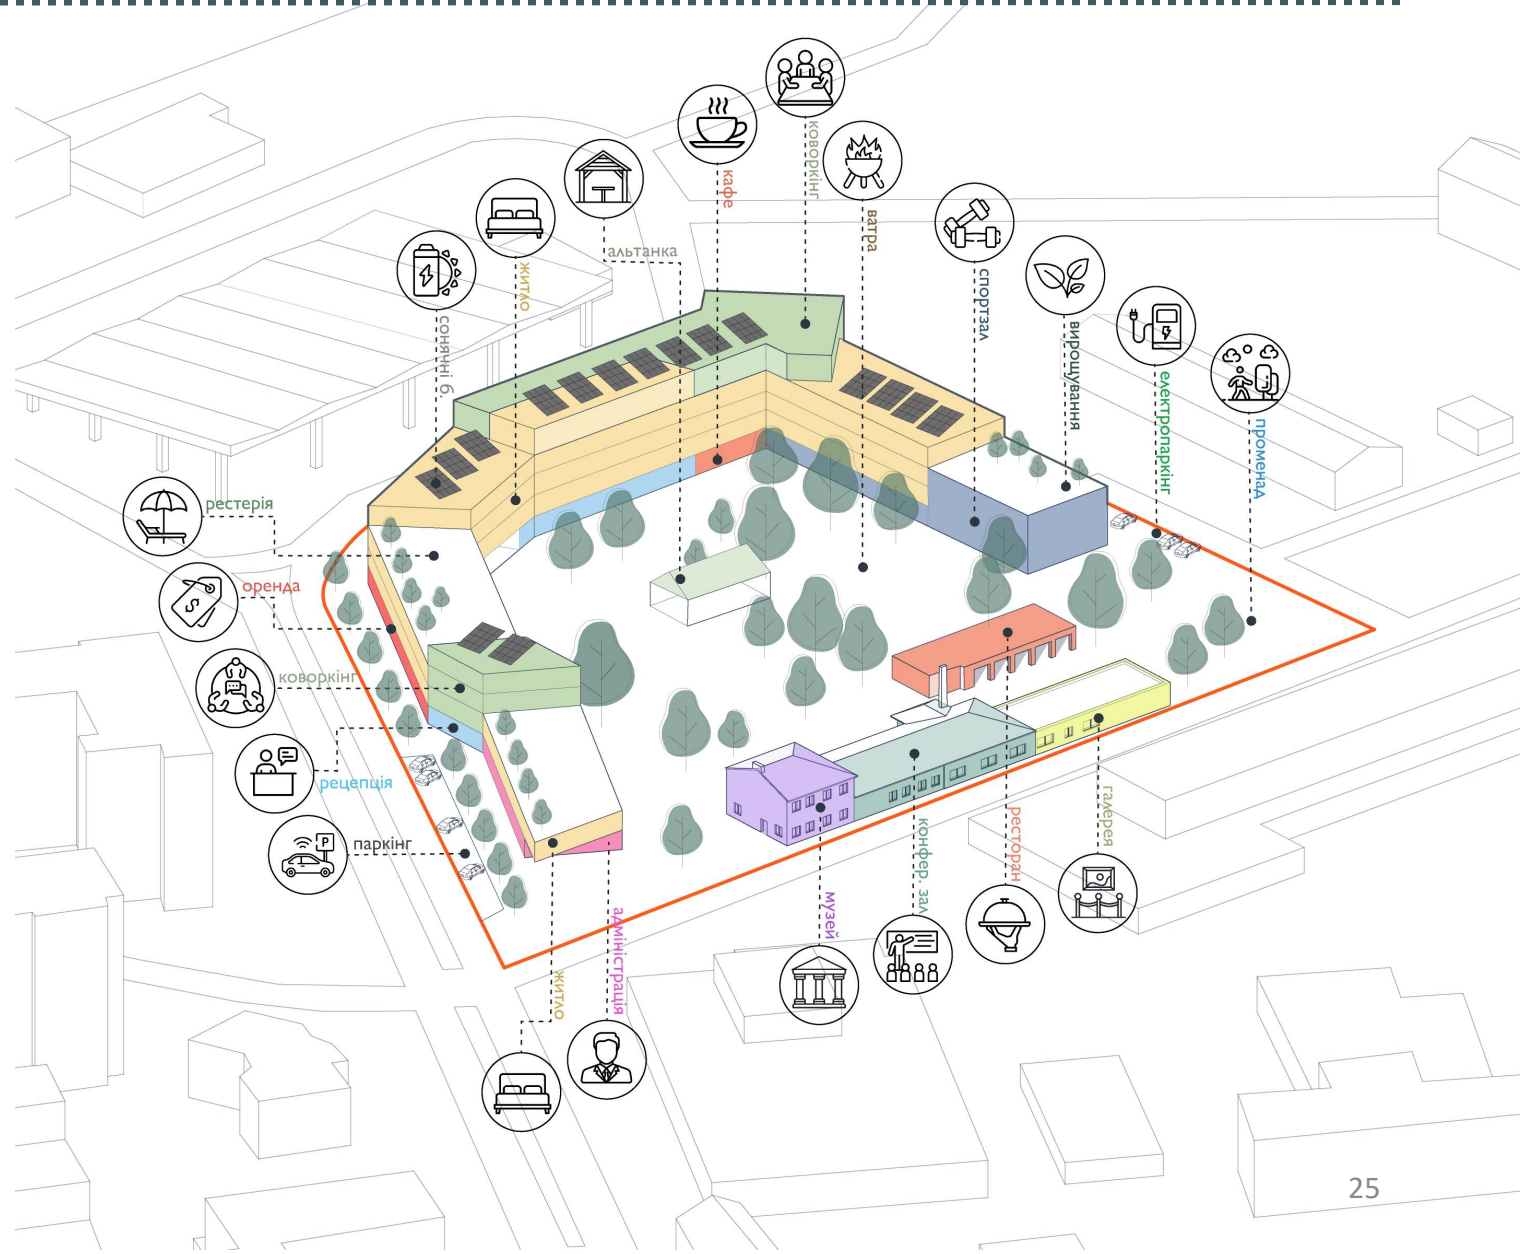 коворкінг
кафе
ватра
альтанка
житло
спортзал
сонячні б.
вирощування
електропаркінг
променад
рестерія
оренда
коворкінг
рецепція
паркінг
галерея
ресторан
конфер. зал
музей
адміністрація
житло
P
$
25